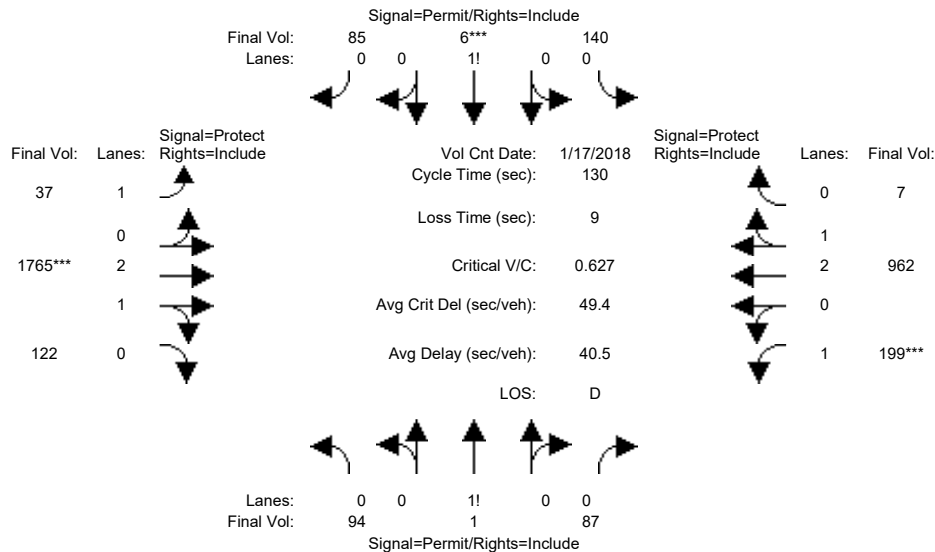 Signal=Permit/Rights=Include
Final Vol: 85 6*** 140
Lanes: 0 0 1! 0 0
Signal=Protect Signal=Protect
Final Vol: Lanes: Rights=Include Vol Cnt Date: 1/17/2018 Rights=Include Lanes: Final Vol:
Cycle Time (sec): 130
37 1 0 7
Loss Time (sec): 9
0 1
1765*** 2 Critical V/C: 0.627 2 962
1 Avg Crit Del (sec/veh): 49.4 0
122 0 Avg Delay (sec/veh): 40.5 1 199***
LOS: D
Lanes: 0 0 1! 0 0
Final Vol: 94 1 87
Signal=Permit/Rights=Include